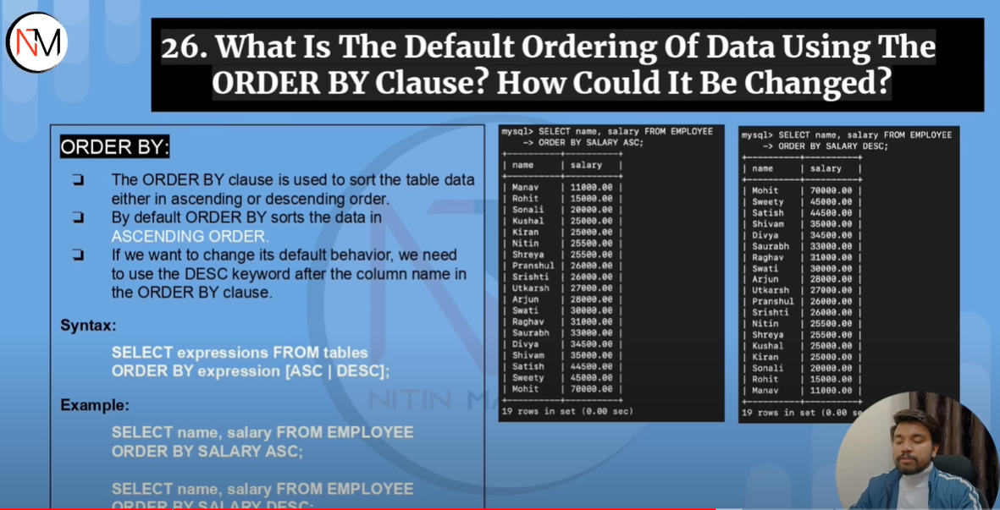 NM
26. What Is The Default Ordering Of Data Using The
ORDER BY Clause? How Could It Be Changed?
ORDER BY:
❑ The ORDER BY clause is used to sort the table data
either in ascending or descending order.
❑ By default ORDER BY sorts the data in
ASCENDING ORDER.
❑ If we want to change its default behavior, we need
to use the DESC keyword after the column name in
the ORDER BY clause.
Syntax:
SELECT expressions FROM tables
ORDER BY expression [ASC | DESC];
Example:
SELECT name, salary FROM EMPLOYEE
ORDER BY SALARY ASC;
SELECT name, salary FROM EMPLOYEE
ORDER BY SALARY DESC;
mysql> SELECT name, salary FROM EMPLOYEE
-> ORDER BY SALARY ASC;
| name | salary |
| Manav | 11000.00 |
| Rohit | 15000.00 |
| Sonali | 20000.00 |
| Kushal | 25000.00 |
| Kiran | 25000.00 |
| Nitin | 25500.00 |
| Shreya | 25500.00 |
| Pranshul | 26000.00 |
| Srishti | 26000.00 |
| Utkarsh | 27000.00 |
| Arjun | 28000.00 |
| Swati | 30000.00 |
| Raghav | 31000.00 |
| Saurabh | 33000.00 |
| Divya | 34500.00 |
| Shivam | 35000.00 |
| Satish | 44500.00 |
| Sweety | 45000.00 |
| Mohit | 70000.00 |
19 rows in set (0.00 sec)
mysql> SELECT name, salary FROM EMPLOYEE
-> ORDER BY SALARY DESC;
| name | salary |
| Mohit | 70000.00 |
| Sweety | 45000.00 |
| Satish | 44500.00 |
| Shivam | 35000.00 |
| Divya | 34500.00 |
| Saurabh | 33000.00 |
| Raghav | 31000.00 |
| Swati | 30000.00 |
| Arjun | 28000.00 |
| Utkarsh | 27000.00 |
| Pranshul | 26000.00 |
| Srishti | 26000.00 |
| Nitin | 25500.00 |
| Shreya | 25500.00 |
| Kushal | 25000.00 |
| Kiran | 25000.00 |
| Sonali | 20000.00 |
| Rohit | 15000.00 |
| Manav | 11000.00 |
19 rows in set (0.00 se
NITIN